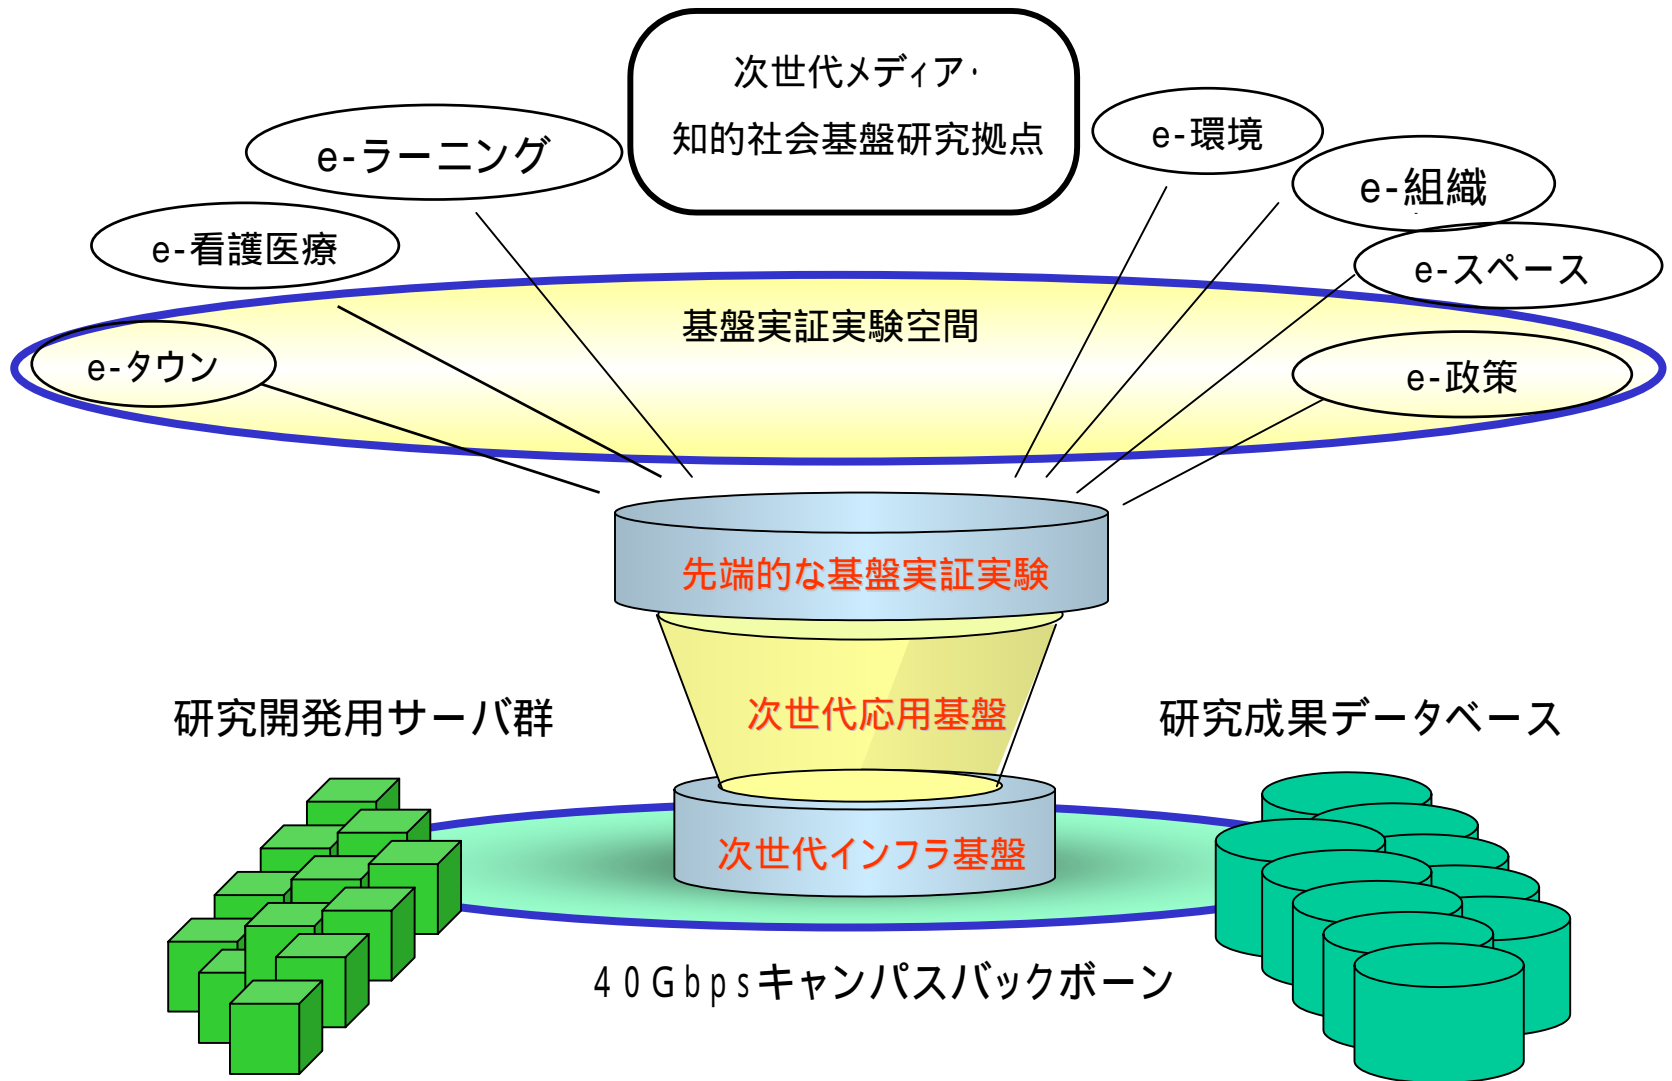 次世代メディア・
知的社会基盤研究拠点
e-ラーニング
e-環境
e-組織
e-看護医療
e-スペース
基盤実証実験空間
e-タウン
e-政策
先端的な基盤実証実験
研究開発用サーバ群
次世代応用基盤
研究成果データベース
次世代インフラ基盤
40Gbpsキャンパスバックボーン